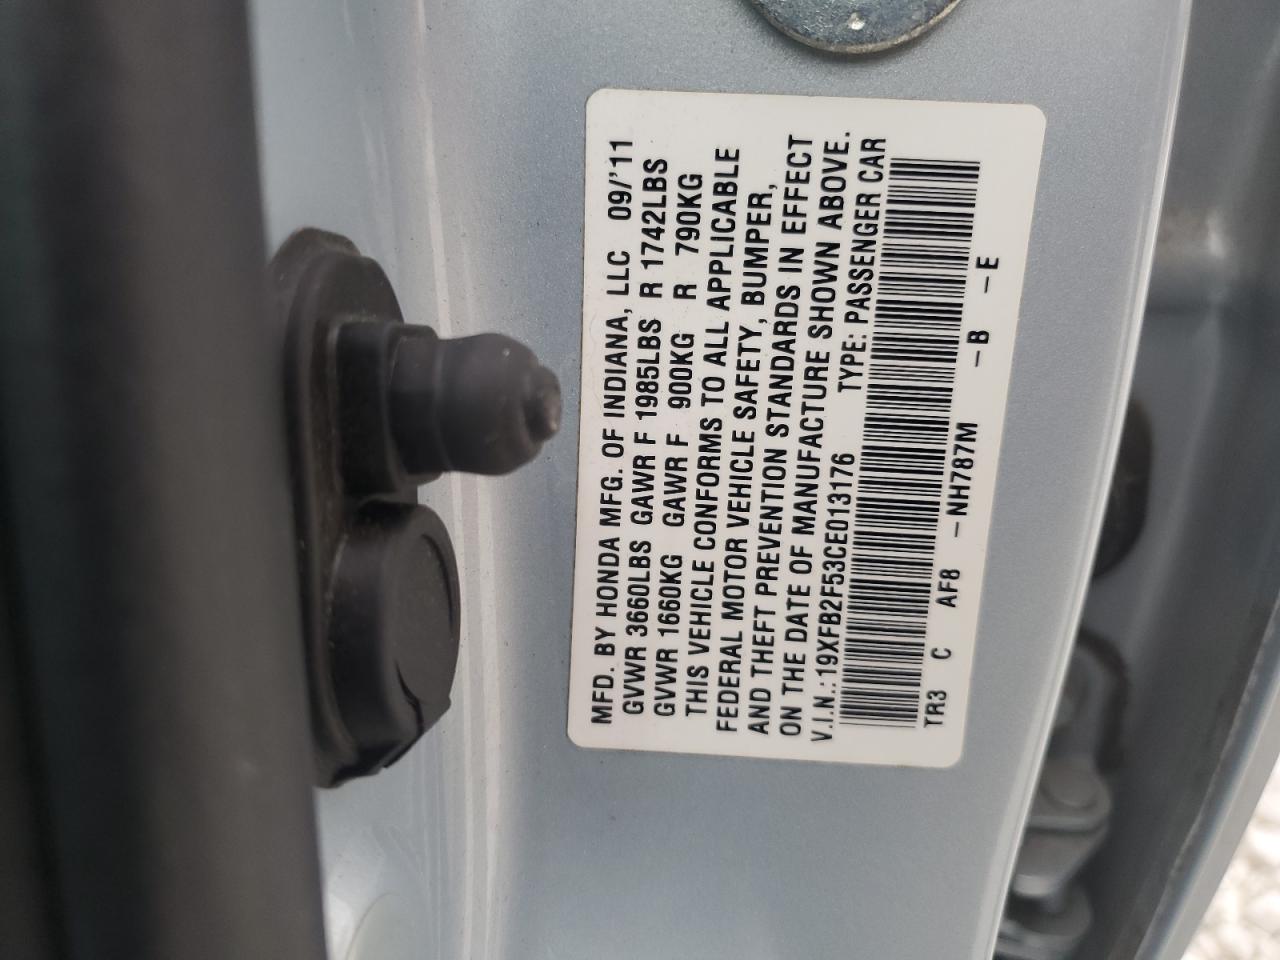 MFD. BY HONDA MFG. OF INDIANA, LLC 09/'11
GVWR 3660LBS GAWR F 1985LBS R 1742LBS
GVWR 1660KG GAWR F 900KG R 790KG
THIS VEHICLE CONFORMS TO ALL APPLICABLE
FEDERAL MOTOR VEHICLE SAFETY, BUMPER,
AND THEFT PREVENTION STANDARDS IN EFFECT
ON THE DATE OF MANUFACTURE SHOWN ABOVE.
V.I.N.:19XFB2F53CE013176 TYPE: PASSENGER CAR
TR3 C AF8 -NH787M -B -E